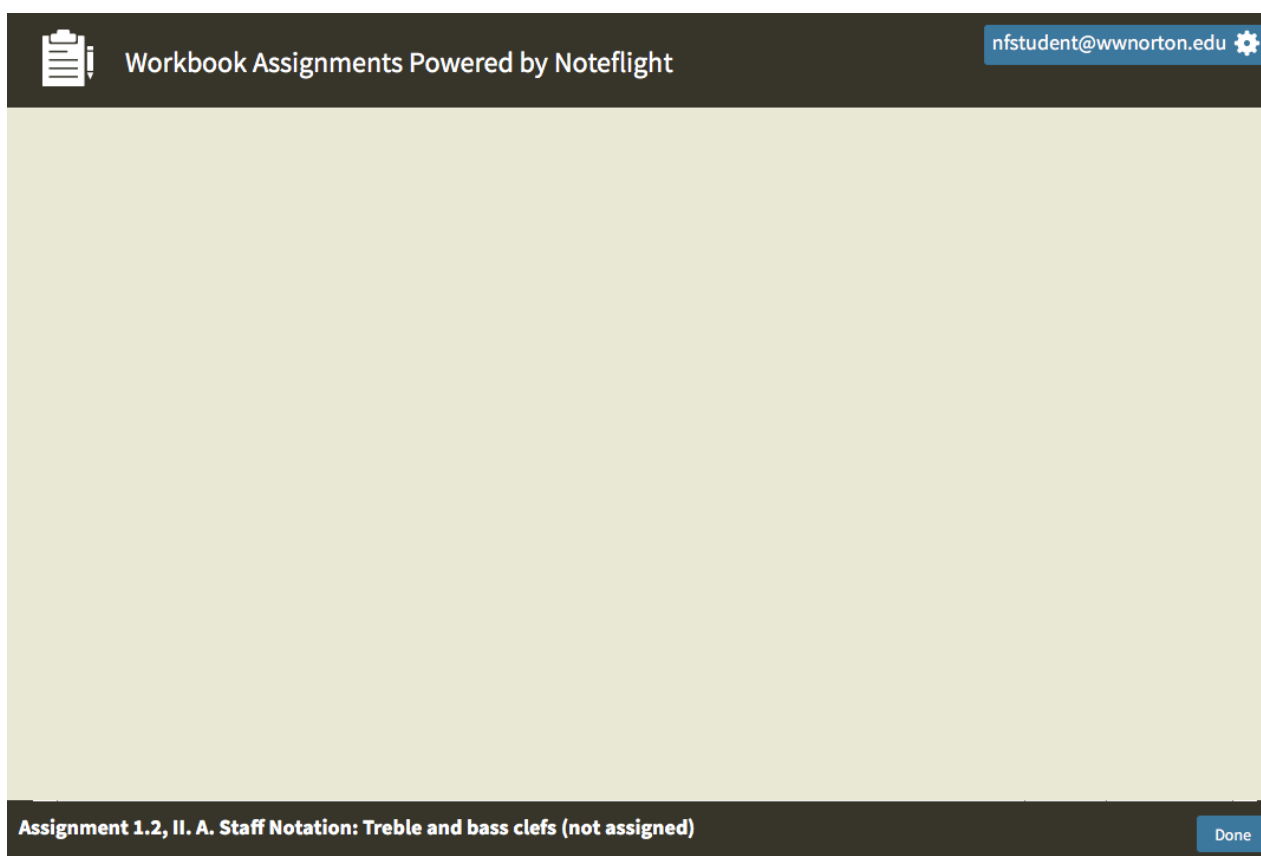 nfstudent@wwnorton.edu
Workbook Assignments Powered by Noteflight
Assignment 1.2, II. A. Staff Notation: Treble and bass clefs (not assigned)
Done